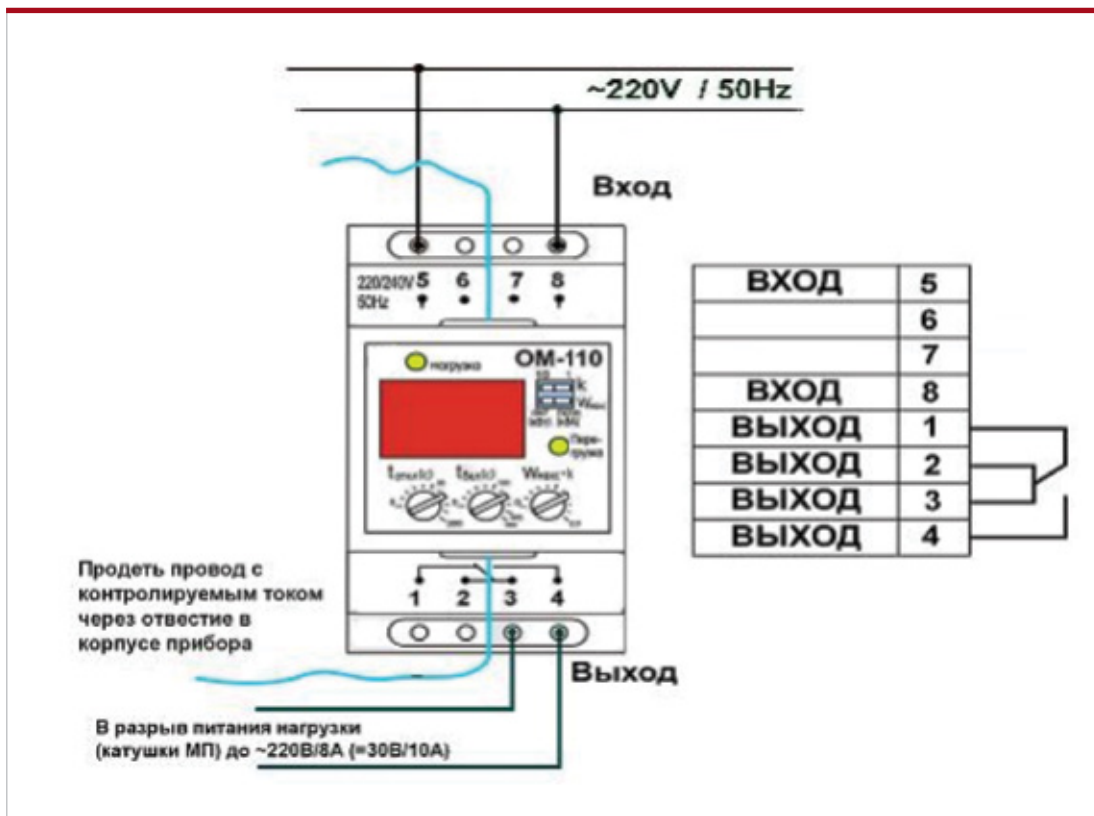 ~220V / 50Hz
Вход
220/240V 5 6 7 8
50Hz
Нагрузка
ОМ-110
k
Пере-
грузка
Продеть провод с
контролируемым током
через отвестие в
корпусе прибора
1 2 3 4
Выход
В разрыв питания нагрузки
(катушки МП) до ~220В/8А (=30В/10А)
ВХОД 5
6
7
ВХОД 8
ВЫХОД 1
ВЫХОД 2
ВЫХОД 3
ВЫХОД 4